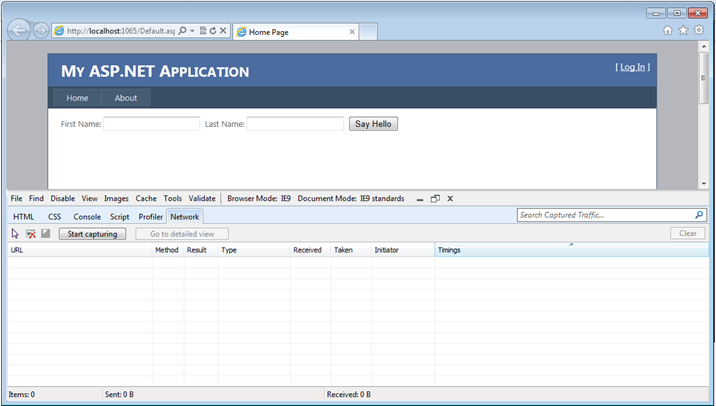 http://localhost:1065/Default.asp
Home Page
MY ASP.NET APPLICATION
[ Log In ]
Home About
First Name: Last Name: Say Hello
File Find Disable View Images Cache Tools Validate Browser Mode: IE9 Document Mode: IE9 standards
HTML CSS Console Script Profiler Network Search Captured Traffic...
Start capturing Go to detailed view Clear
URL Method Result Type Received Taken Initiator Timings
Items: 0 Sent: 0 B Received: 0 B